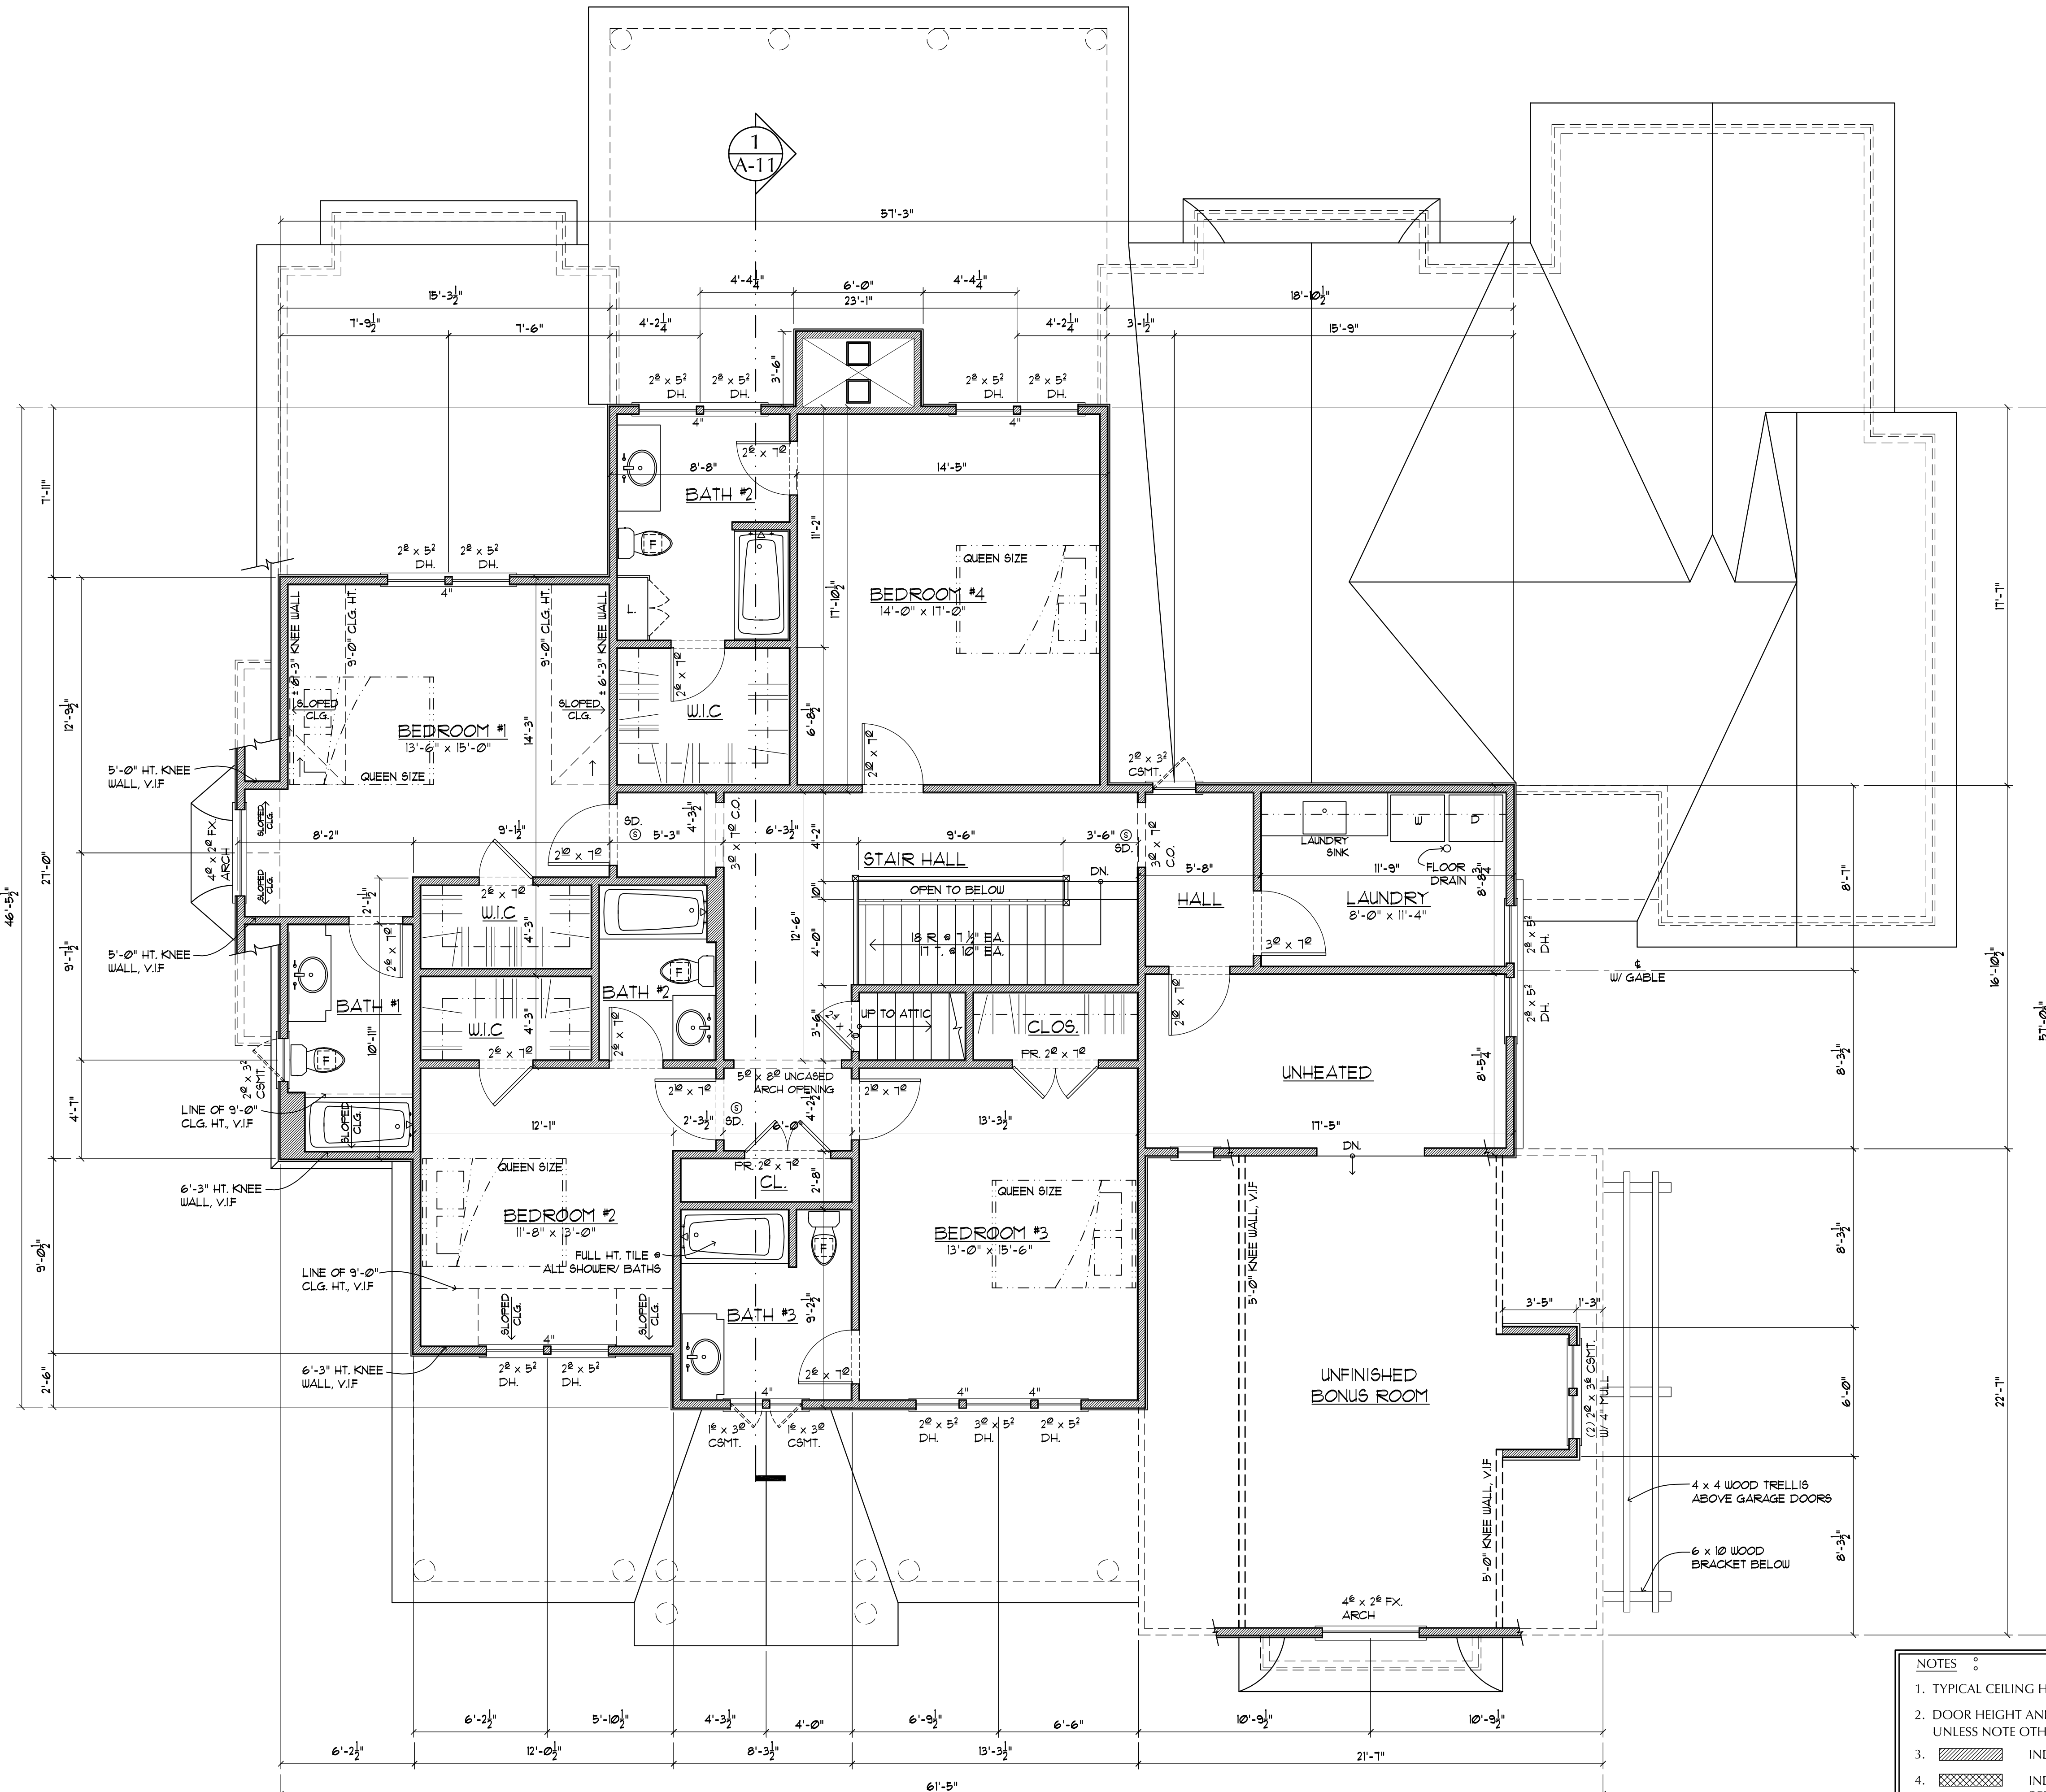 1
A-11
57'-3"
4'-4 1/4"
6'-0"
4'-4 1/4"
15'-3 1/2"
23'-1"
18'-10 1/2"
7'-9 1/2"
7'-6"
4'-2 1/4"
4'-2 1/4"
3'-1 1/2"
15'-9"
3'-6"
2⁸ x 5²
DH.
2⁸ x 5²
DH.
2⁸ x 5²
DH.
2⁸ x 5²
DH.
4"
4"
2⁶ x 7⁰
8'-8"
14'-5"
BATH #2
7'-11"
11'-2"
17'-10 1/2"
F
QUEEN SIZE
2⁸ x 5²
DH.
2⁸ x 5²
DH.
4"
BEDROOM #4
14'-0" x 17'-0"
L.
17'-7"
± 6'-3" KNEE WALL
9'-0" CLG. HT.
9'-0" CLG. HT.
± 6'-3" KNEE WALL
2⁶ x 7⁰
W.I.C
6'-8 1/2"
SLOPED
CLG.
SLOPED
CLG.
12'-9 1/2"
BEDROOM #1
13'-6" x 15'-0"
14'-3"
QUEEN SIZE
5'-0" HT. KNEE
WALL, V.I.F
2¹⁰ x 7⁰
2⁰ x 3²
CSMT.
4⁰ x 2⁰ FX.
ARCH
SLOPED
CLG.
SLOPED
CLG.
8'-2"
9'-1 1/2"
2¹⁰ x 7⁰
SD.
S
5'-3"
4'-3 1/2"
3⁰ x 7⁰ C.O.
6'-3 1/2"
4'-2"
9'-6"
3'-6"
S
SD.
3⁰ x 7⁰
C.O.
LAUNDRY
SINK
W
D
FLOOR
DRAIN
5'-8"
11'-9"
8'-8 3/4"
8'-7"
46'-5 1/2"
27'-0"
STAIR HALL
DN.
10"
OPEN TO BELOW
HALL
LAUNDRY
8'-0" x 11'-4"
2'-1 1/2"
2⁶ x 7⁰
W.I.C
4'-3"
12'-6"
4'-0"
18 R. @ 7 ½" EA.
17 T. @ 10" EA.
3⁰ x 7⁰
2⁸ x 5²
DH.
16'-10 1/2"
5'-0" HT. KNEE
WALL, V.I.F
9'-7 1/2"
2⁶ x 7⁰
F
℄
W/ GABLE
BATH #1
BATH #2
10'-11"
W.I.C
4'-3"
2⁶ x 7⁰
2⁶ x 7⁰
3'-6"
UP TO ATTIC
CLOS.
PR. 2⁰ x 7⁰
2¹⁰ x 7⁰
2⁸ x 5²
DH.
F
2⁰ x 3²
CSMT.
5⁰ x 8⁰ UNCASED
ARCH OPENING
2¹⁰ x 7⁰
2¹⁰ x 7⁰
UNHEATED
8'-5 1/4"
8'-3 1/2"
LINE OF 9'-0"
CLG. HT., V.I.F
SLOPED
CLG.
4'-7"
12'-1"
2'-3 1/2"
S
SD.
6'-0"
4'-2 1/2"
13'-3 1/2"
17'-5"
DN.
PR. 2⁰ x 7⁰
CL.
2'-8"
6'-3" HT. KNEE
WALL, V.I.F
QUEEN SIZE
BEDROOM #2
11'-8" x 13'-0"
QUEEN SIZE
BEDROOM #3
13'-0" x 15'-6"
F
FULL HT. TILE @
ALL SHOWER/ BATHS
5'-0" KNEE WALL, V.I.F
8'-3 1/2"
9'-0 1/2"
LINE OF 9'-0"
CLG. HT., V.I.F
SLOPED
CLG.
SLOPED
CLG.
BATH #3
9'-2 1/2"
3'-5"
1'-3"
4"
6'-3" HT. KNEE
WALL, V.I.F
2⁸ x 5²
DH.
2⁸ x 5²
DH.
2⁶ x 7⁰
UNFINISHED
BONUS ROOM
(2) 2⁰ x 3⁶ CSMT.
W/ 4" MULL
6'-0"
22'-7"
2'-6"
4"
4"
4"
1⁶ x 3⁰
CSMT.
1⁶ x 3⁰
CSMT.
2⁰ x 5²
DH.
3⁰ x 5²
DH.
2⁰ x 5²
DH.
4 x 4 WOOD TRELLIS
ABOVE GARAGE DOORS
5'-0" KNEE WALL, V.I.F
6 x 10 WOOD
BRACKET BELOW
8'-3 1/2"
4⁶ x 2⁶ FX.
ARCH
6'-2 1/2"
5'-10 1/2"
4'-3 1/2"
4'-0"
6'-9 1/2"
6'-6"
10'-9 1/2"
10'-9 1/2"
6'-2 1/2"
12'-0 1/2"
8'-3 1/2"
13'-3 1/2"
21'-7"
61'-5"
NOTES :
1. TYPICAL CEILING H
2. DOOR HEIGHT AN
UNLESS NOTE OTH
3. IND
4. IND